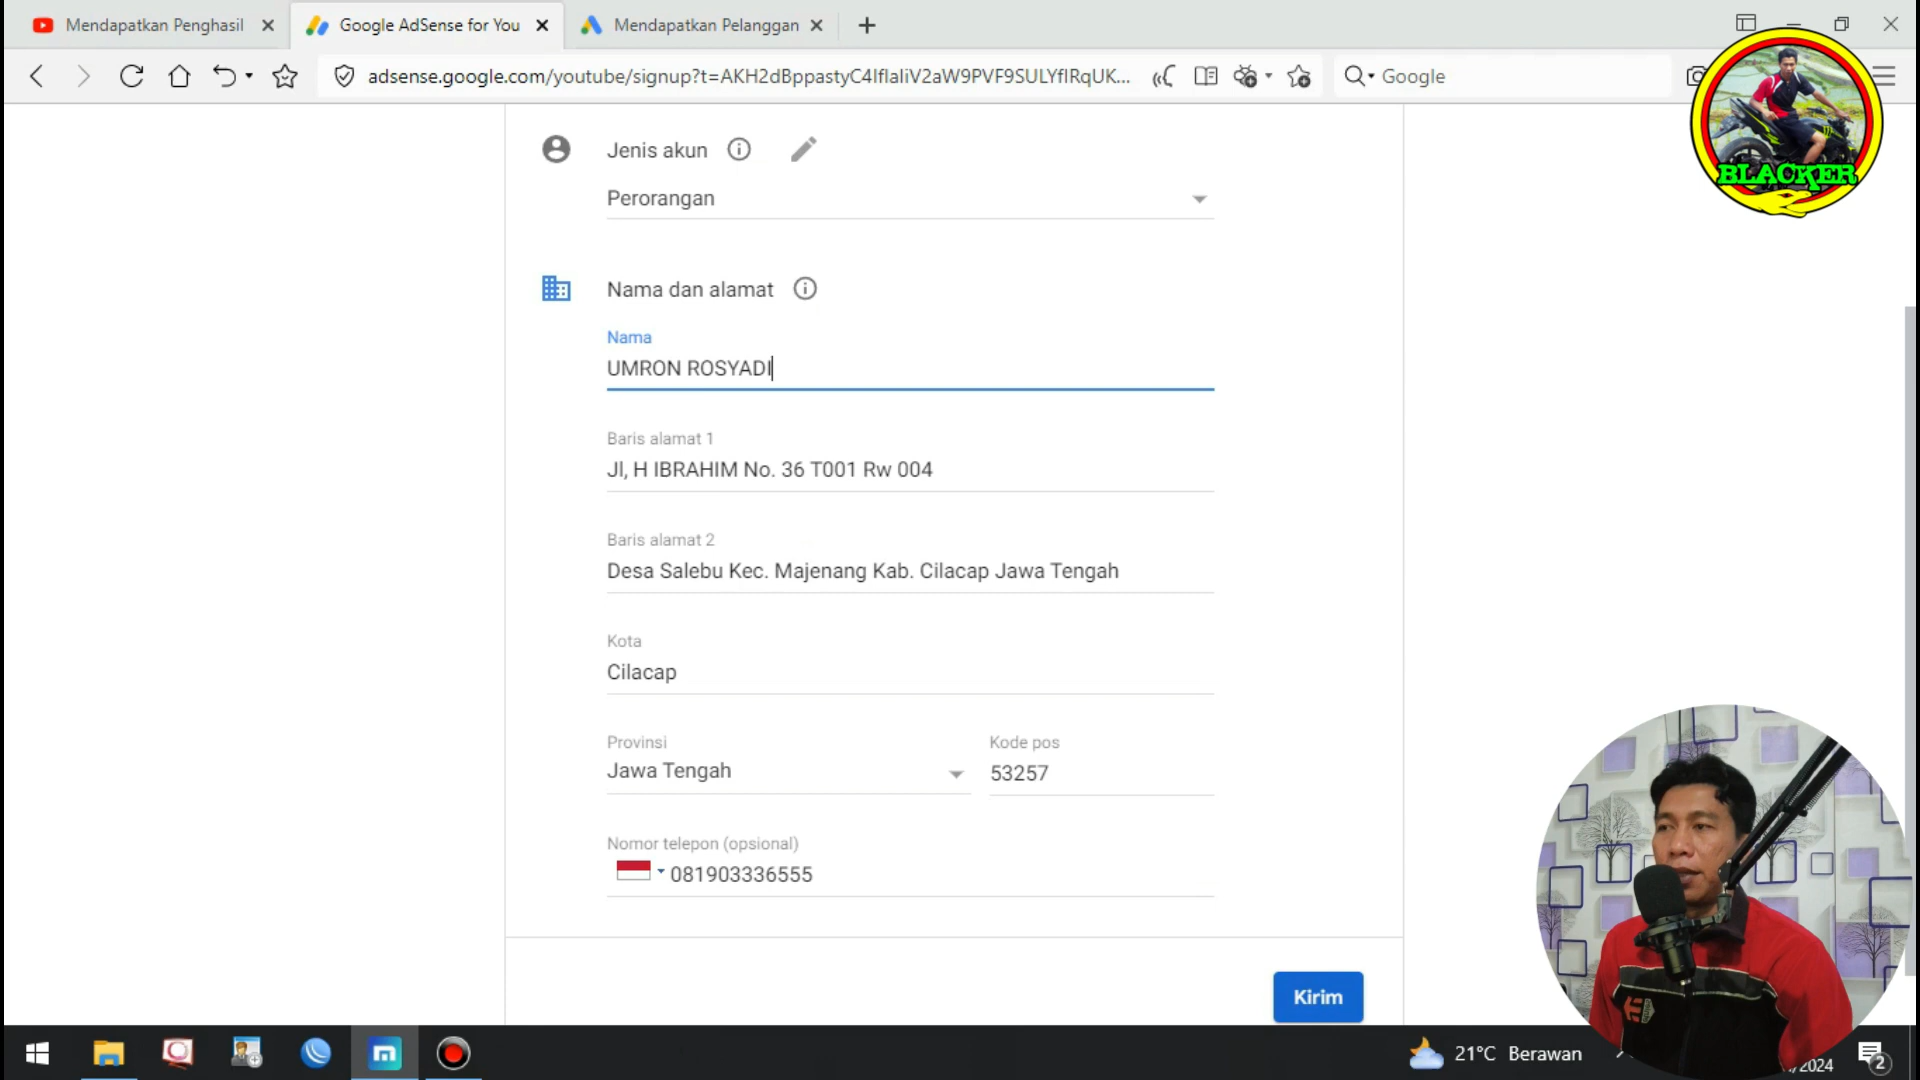 Mendapatkan Penghasil
Google AdSense for You
Mendapatkan Pelanggan
adsense.google.com/youtube/signup?t=AKH2dBppastyC4IfIaIiV2aW9PVF9SULYfIRqUK...
Google
BLACKER
Jenis akun
Perorangan
Nama dan alamat
Nama
UMRON ROSYADI
Baris alamat 1
Jl, H IBRAHIM No. 36 T001 Rw 004
Baris alamat 2
Desa Salebu Kec. Majenang Kab. Cilacap Jawa Tengah
Kota
Cilacap
Provinsi
Kode pos
Jawa Tengah
53257
Nomor telepon (opsional)
081903336555
Kirim
21°C Berawan
/2024
2